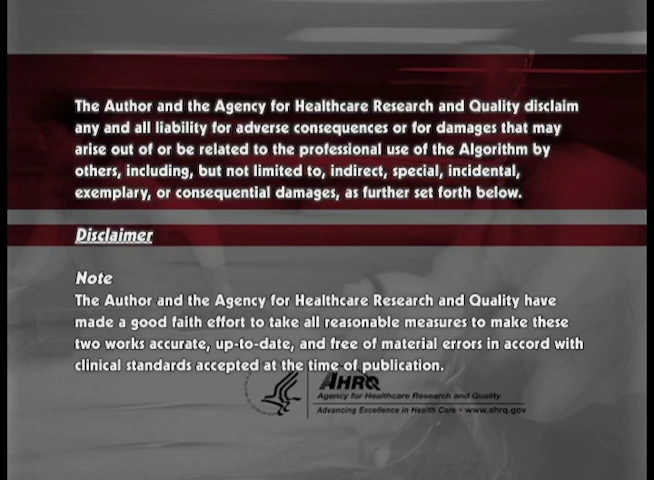 The Author and the Agency for Healthcare Research and Quality disclaim
any and all liability for adverse consequences or for damages that may
arise out of or be related to the professional use of the Algorithm by
others, including, but not limited to, indirect, special, incidental,
exemplary, or consequential damages, as further set forth below.
Disclaimer
Note
The Author and the Agency for Healthcare Research and Quality have
made a good faith effort to take all reasonable measures to make these
two works accurate, up-to-date, and free of material errors in accord with
clinical standards accepted at the time of publication.
AHRQ
Agency for Healthcare Research and Quality
Advancing Excellence in Health Care • www.ahrq.gov